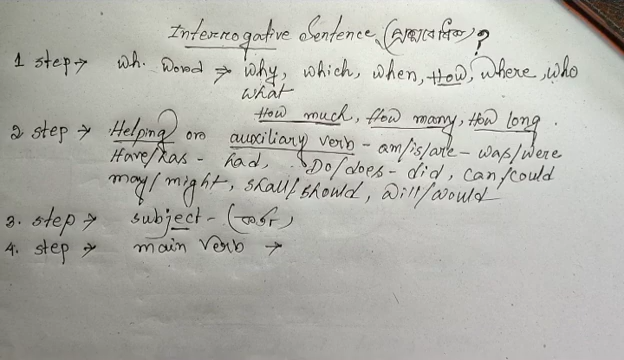 Interrogative Sentence (প্রশ্নবোধক) ?
1 step → wh. Word → why, which, when, How, where, who
what
How much, How many, How long.
2 step → Helping or auxiliary verb - am/is/are - was/were
Have/has - had, Do/does - did, can/could
may/might, shall/should, will/would
3. step → subject - (কর্তা)
4. step → main verb →